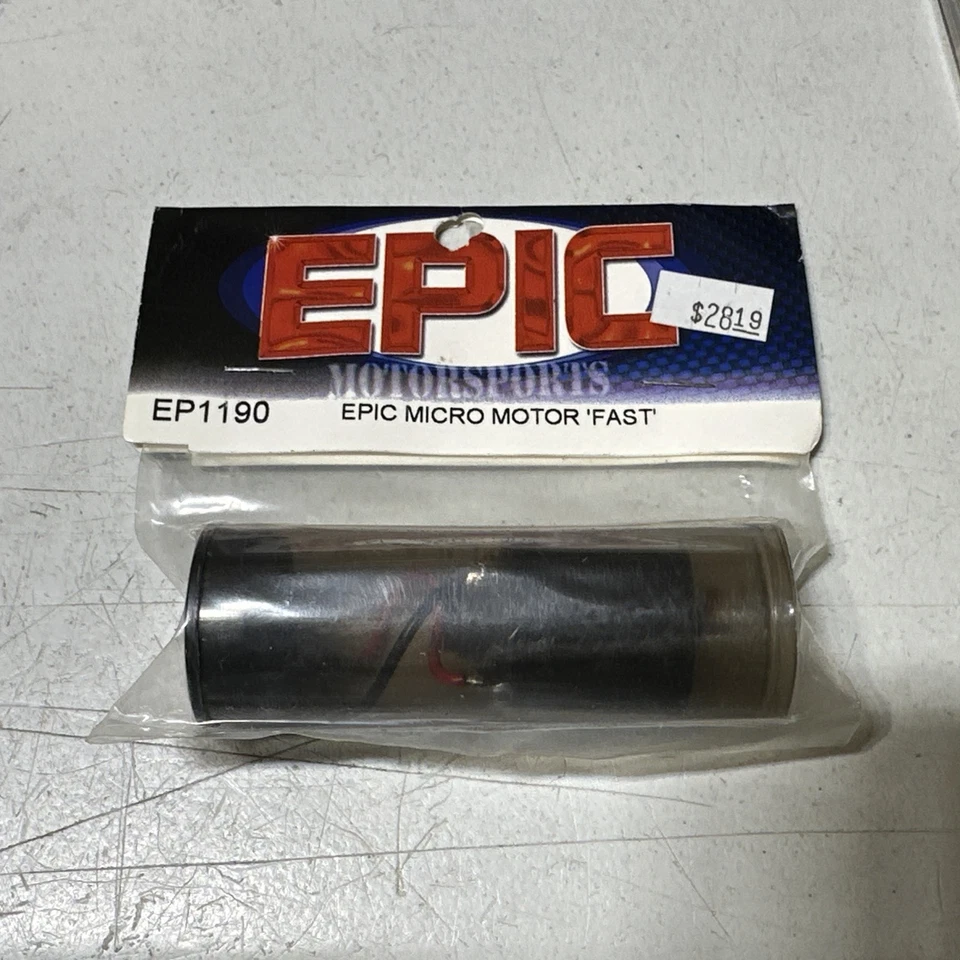 EPIC
$28.19
MOTORSPORTS
EP1190 EPIC MICRO MOTOR 'FAST'